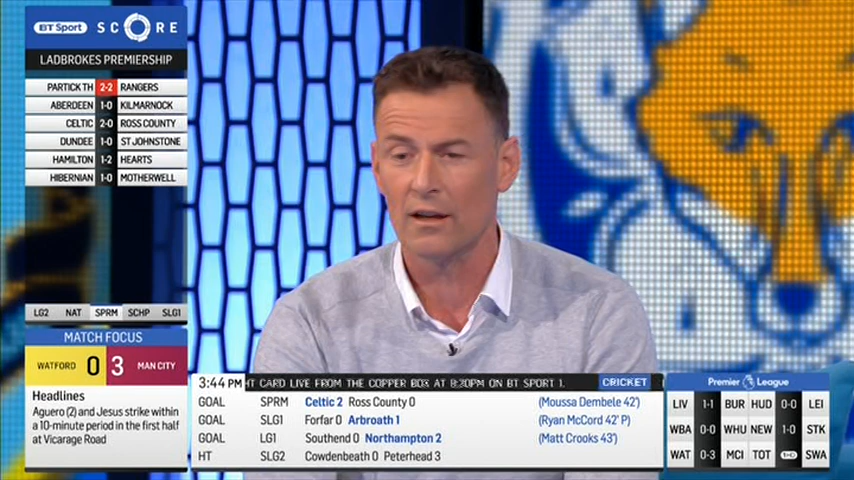 BT Sport SCORE
LADBROKES PREMIERSHIP
PARTICK TH 2-2 RANGERS
ABERDEEN 1-0 KILMARNOCK
CELTIC 2-0 ROSS COUNTY
DUNDEE 1-0 ST JOHNSTONE
HAMILTON 1-2 HEARTS
HIBERNIAN 1-0 MOTHERWELL
LG2 NAT SPRM SCHP SLG1
MATCH FOCUS
WATFORD 0 3 MAN CITY
Headlines
Aguero (2) and Jesus strike within
a 10-minute period in the first half
at Vicarage Road
3:44 PM HT CARD LIVE FROM THE COPPER BOX AT 8:30PM ON BT SPORT 1. CRICKET
GOAL SPRM Celtic 2 Ross County 0 (Moussa Dembele 42')
GOAL SLG1 Forfar 0 Arbroath 1 (Ryan McCord 42' P)
GOAL LG1 Southend 0 Northampton 2 (Matt Crooks 43')
HT SLG2 Cowdenbeath 0 Peterhead 3
Premier League
LIV 1-1 BUR HUD 0-0 LEI
WBA 0-0 WHU NEW 1-0 STK
WAT 0-3 MCI TOT SWA